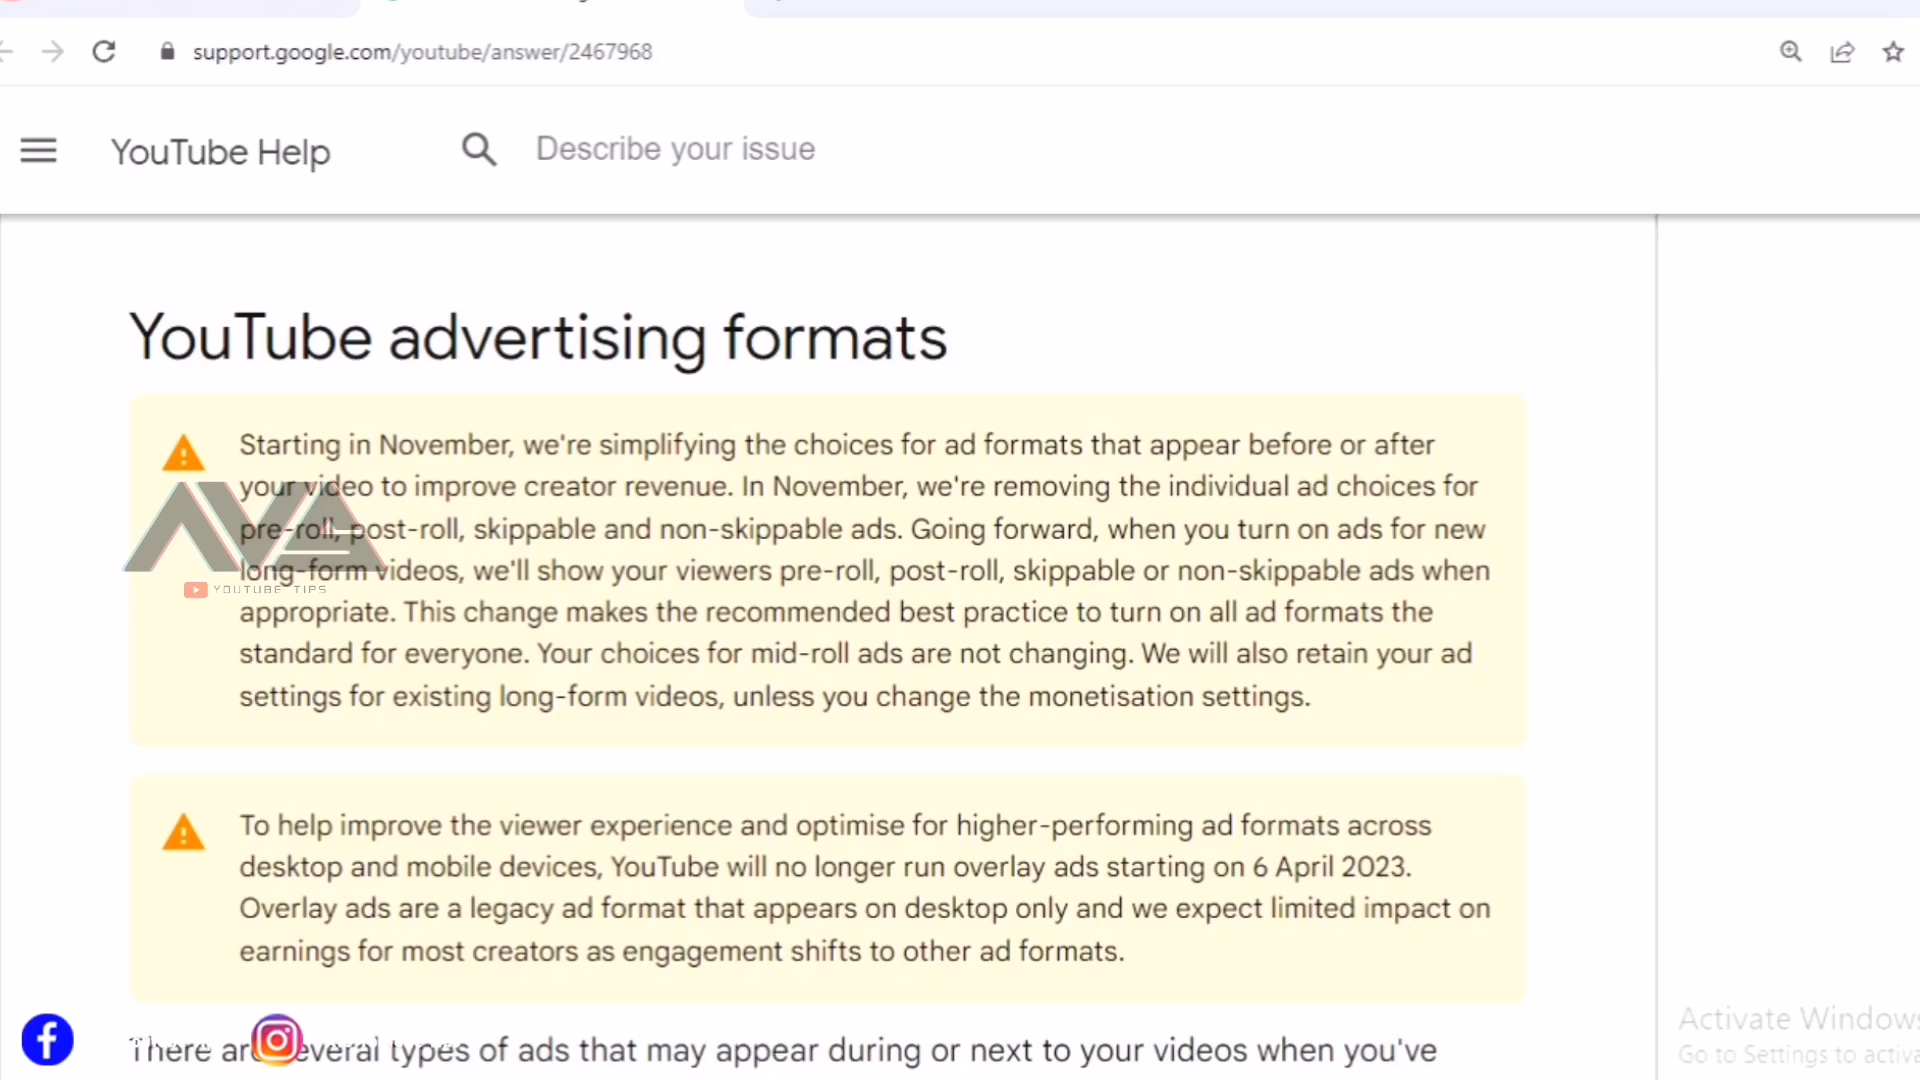 support.google.com/youtube/answer/2467968
YouTube Help
Describe your issue
YouTube advertising formats
Starting in November, we're simplifying the choices for ad formats that appear before or after
your video to improve creator revenue. In November, we're removing the individual ad choices for
pre-roll, post-roll, skippable and non-skippable ads. Going forward, when you turn on ads for new
long-form videos, we'll show your viewers pre-roll, post-roll, skippable or non-skippable ads when
appropriate. This change makes the recommended best practice to turn on all ad formats the
standard for everyone. Your choices for mid-roll ads are not changing. We will also retain your ad
settings for existing long-form videos, unless you change the monetisation settings.
YOUTUBE TIPS
To help improve the viewer experience and optimise for higher-performing ad formats across
desktop and mobile devices, YouTube will no longer run overlay ads starting on 6 April 2023.
Overlay ads are a legacy ad format that appears on desktop only and we expect limited impact on
earnings for most creators as engagement shifts to other ad formats.
There are several types of ads that may appear during or next to your videos when you've
Activate Windows
Go to Settings to activa